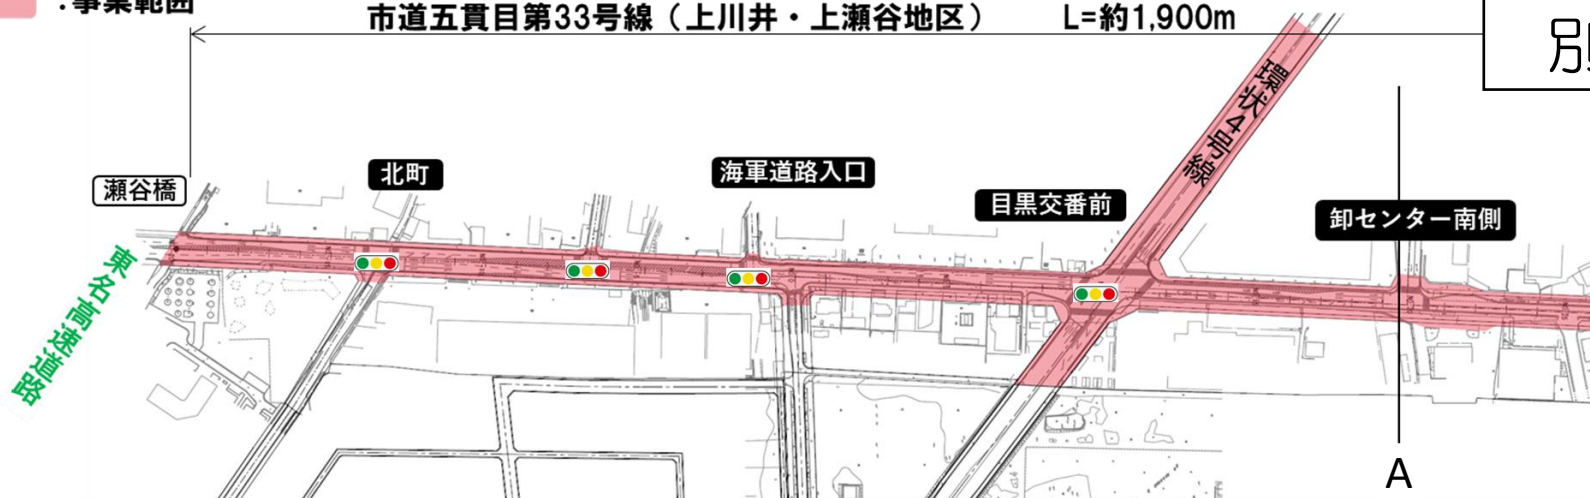 :事業範囲
市道五貫目第33号線（上川井・上瀬谷地区） L=約1,900m
環状4号線
北町
海軍道路入口
瀬谷橋
目黒交番前
卸センター南側
東名高速道路
A